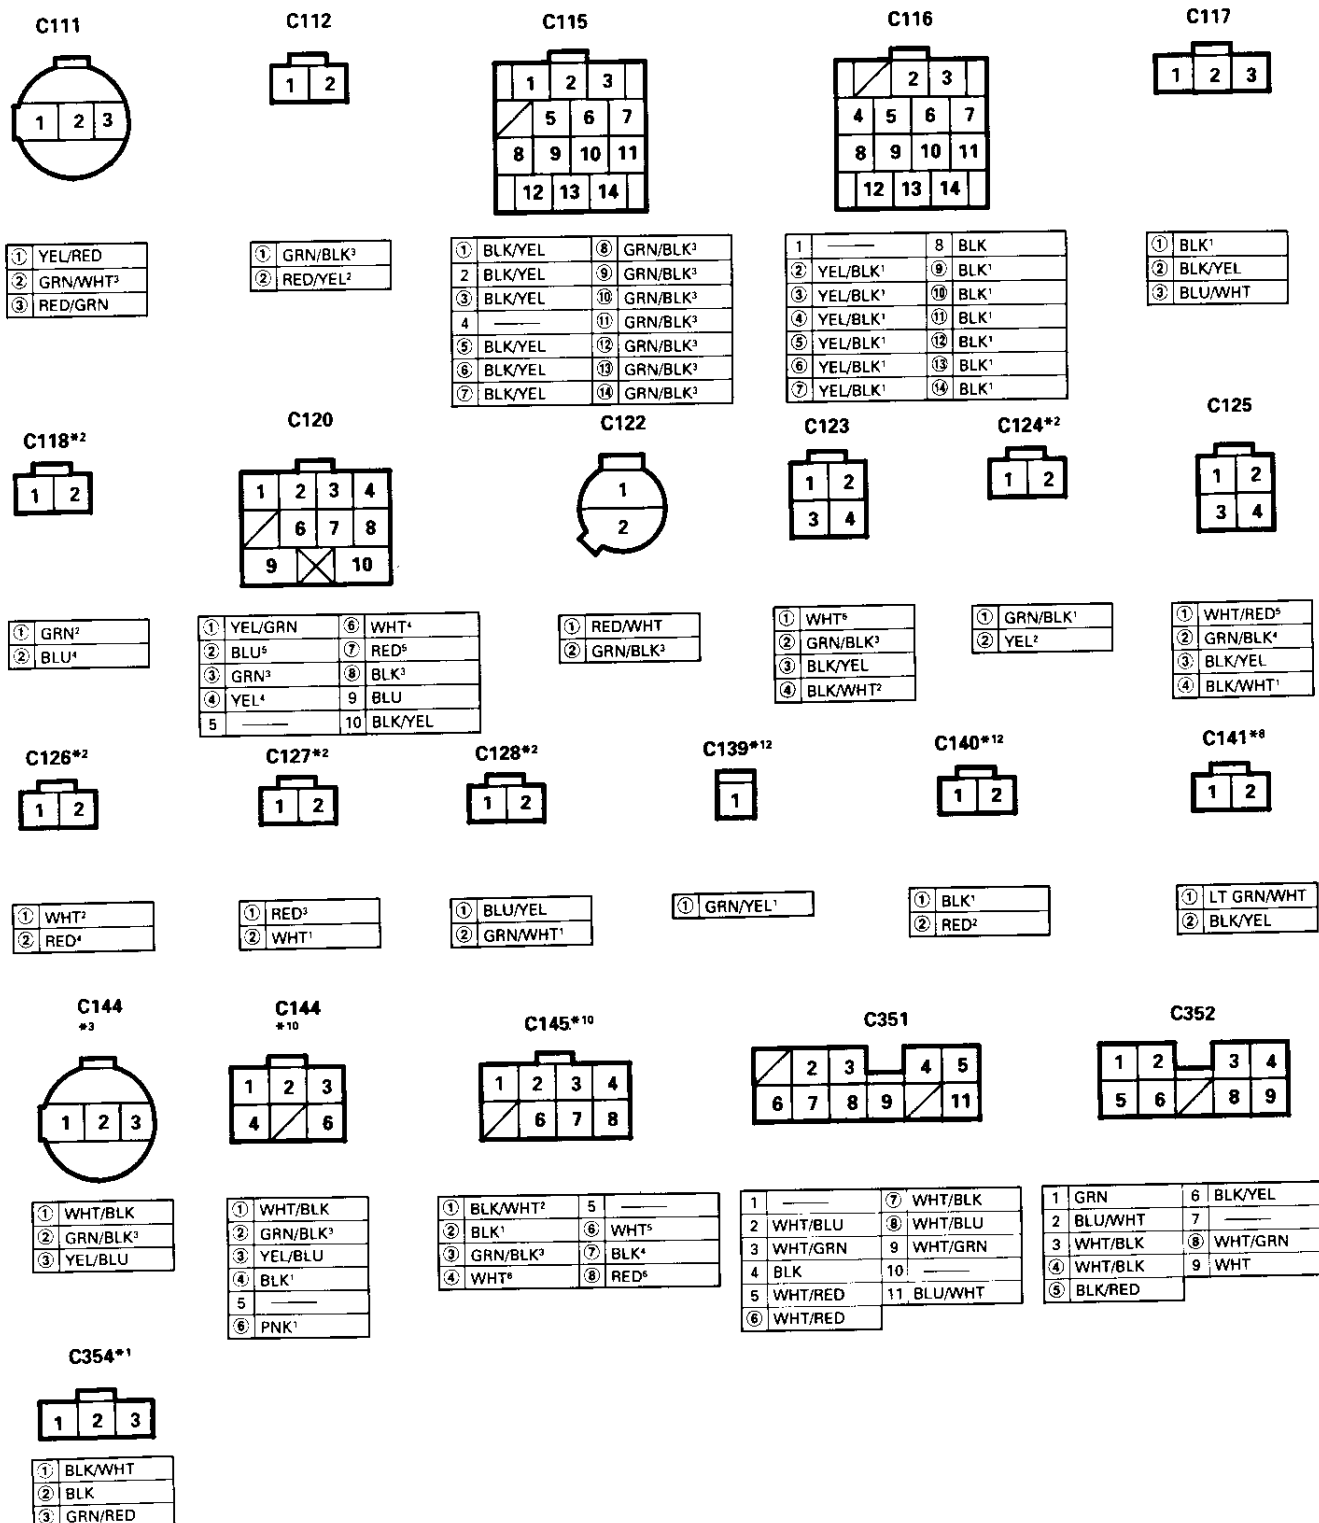 C111
C112
C115
C116
C117
1 2 3
1 2
1 2 3
5 6 7
8 9 10 11
12 13 14
2 3
4 5 6 7
8 9 10 11
12 13 14
1 2 3
① YEL/RED
② GRN/WHT³
③ RED/GRN
① GRN/BLK³
② RED/YEL²
① BLK/YEL ⑧ GRN/BLK³
2 BLK/YEL ⑨ GRN/BLK³
③ BLK/YEL ⑩ GRN/BLK³
4 —— ⑪ GRN/BLK³
⑤ BLK/YEL ⑫ GRN/BLK³
⑥ BLK/YEL ⑬ GRN/BLK³
⑦ BLK/YEL ⑭ GRN/BLK³
1 —— 8 BLK
② YEL/BLK¹ ⑨ BLK¹
③ YEL/BLK¹ ⑩ BLK¹
④ YEL/BLK¹ ⑪ BLK¹
⑤ YEL/BLK¹ ⑫ BLK¹
⑥ YEL/BLK¹ ⑬ BLK¹
⑦ YEL/BLK¹ ⑭ BLK¹
① BLK¹
② BLK/YEL
③ BLU/WHT
C118*2
C120
C122
C123
C124*2
C125
1 2
1 2 3 4
6 7 8
9 10
1
2
1 2
3 4
1 2
1 2
3 4
① GRN²
② BLU⁴
① YEL/GRN ⑥ WHT⁴
② BLU⁵ ⑦ RED⁵
③ GRN³ ⑧ BLK³
④ YEL⁴ 9 BLU
5 —— 10 BLK/YEL
① RED/WHT
② GRN/BLK³
① WHT⁵
② GRN/BLK³
③ BLK/YEL
④ BLK/WHT²
① GRN/BLK¹
② YEL²
① WHT/RED⁵
② GRN/BLK⁴
③ BLK/YEL
④ BLK/WHT¹
C126*2
C127*2
C128*2
C139*12
C140*12
C141*8
1 2
1 2
1 2
1
1 2
1 2
① WHT²
② RED⁴
① RED³
② WHT¹
① BLU/YEL
② GRN/WHT¹
① GRN/YEL¹
① BLK¹
② RED²
① LT GRN/WHT
② BLK/YEL
C144
*3
C144
*10
C145*10
C351
C352
1 2 3
1 2 3
4 6
1 2 3 4
6 7 8
2 3 4 5
6 7 8 9 11
1 2 3 4
5 6 8 9
① WHT/BLK
② GRN/BLK³
③ YEL/BLU
① WHT/BLK
② GRN/BLK³
③ YEL/BLU
④ BLK¹
5 ——
⑥ PNK¹
① BLK/WHT² 5 ——
② BLK¹ ⑥ WHT⁵
③ GRN/BLK³ ⑦ BLK⁴
④ WHT⁶ ⑧ RED⁶
1 —— ⑦ WHT/BLK
2 WHT/BLU ⑧ WHT/BLU
3 WHT/GRN 9 WHT/GRN
4 BLK 10 ——
5 WHT/RED 11 BLU/WHT
⑥ WHT/RED
1 GRN 6 BLK/YEL
2 BLU/WHT 7 ——
3 WHT/BLK ⑧ WHT/GRN
④ WHT/BLK 9 WHT
⑤ BLK/RED
C354*1
1 2 3
① BLK/WHT
② BLK
③ GRN/RED